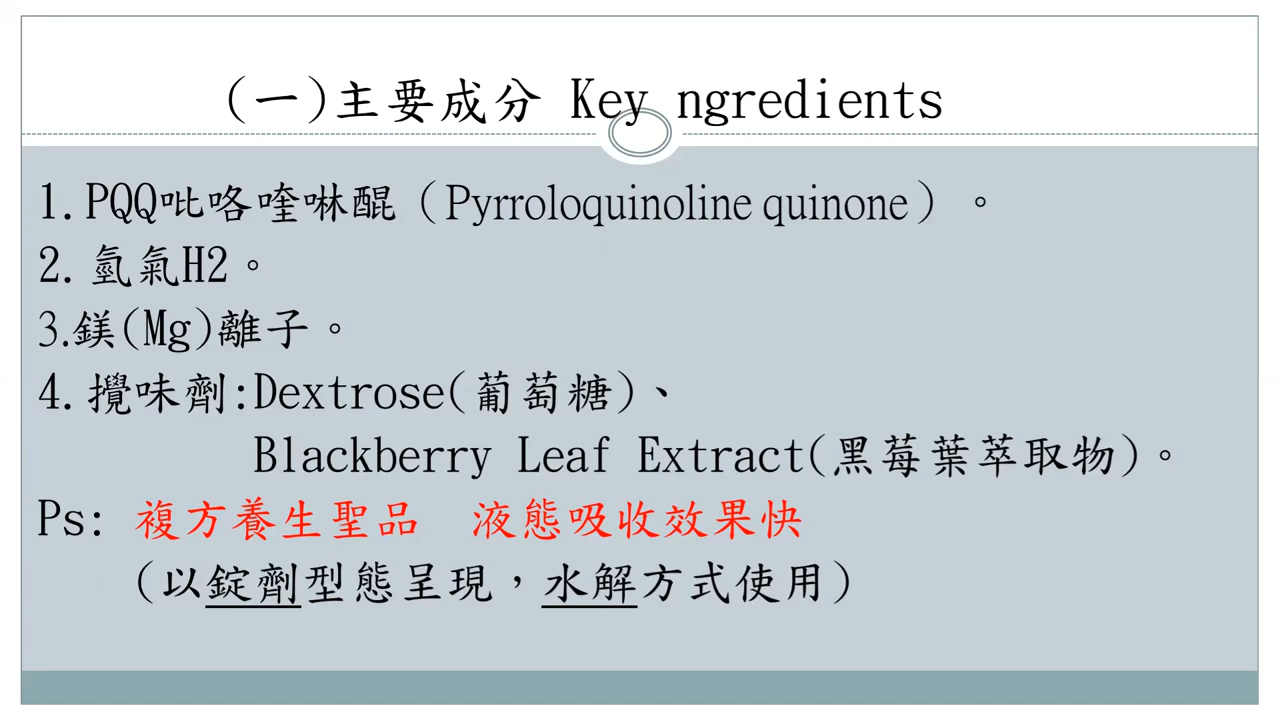 (一)主要成分 Key ngredients
1. PQQ吡咯喹啉醌（Pyrroloquinoline quinone）。
2. 氫氣H2。
3.鎂(Mg)離子。
4. 攪味劑:Dextrose(葡萄糖)、
Blackberry Leaf Extract(黑莓葉萃取物)。
Ps: 複方養生聖品 液態吸收效果快
(以錠劑型態呈現，水解方式使用)